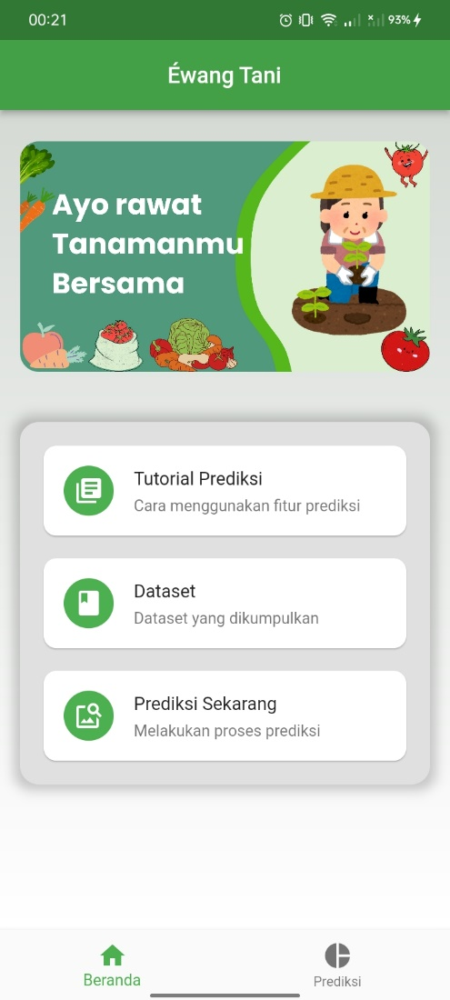 00:21
93%
Éwang Tani
Ayo rawat
Tanamanmu
Bersama
Tutorial Prediksi
Cara menggunakan fitur prediksi
Dataset
Dataset yang dikumpulkan
Prediksi Sekarang
Melakukan proses prediksi
Beranda
Prediksi